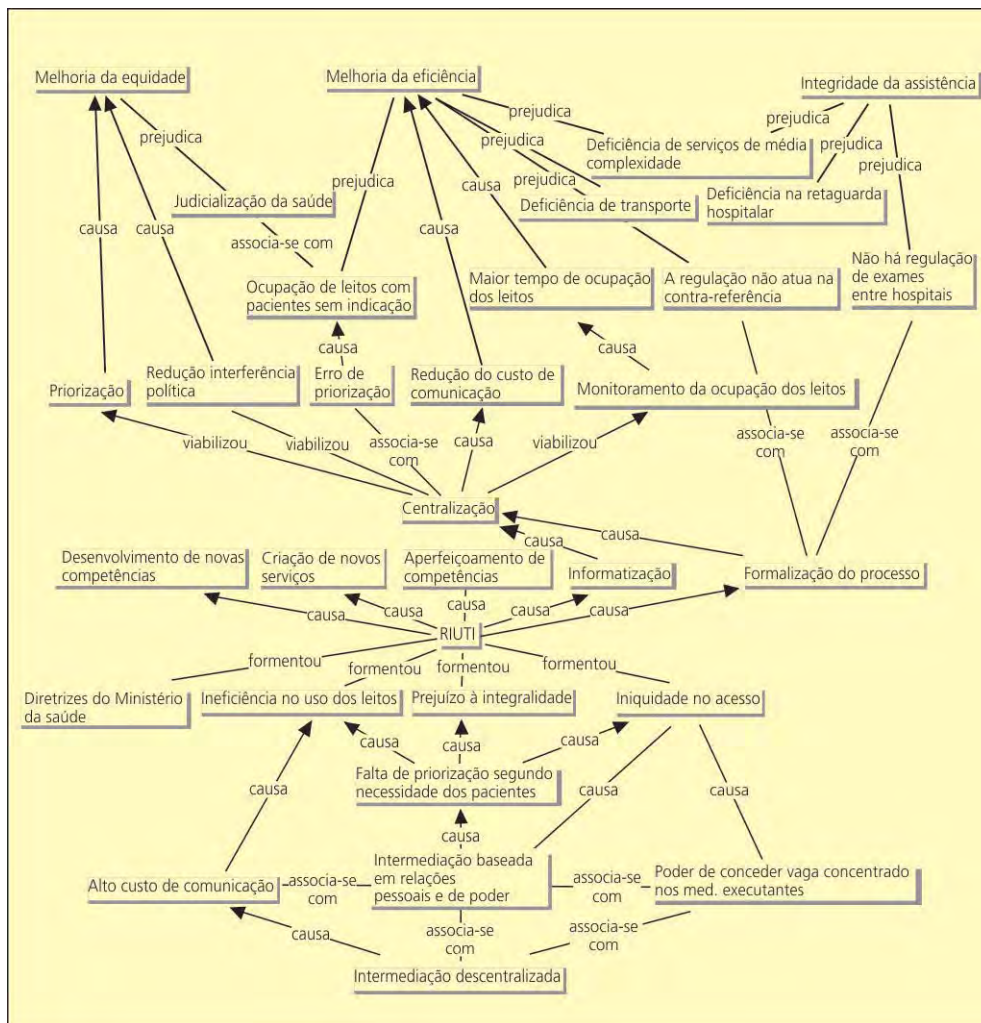 Melhoria da equidade
Melhoria da eficiência
Integridade da assistência
prejudica
prejudica
prejudica
Deficiência de serviços de média
complexidade
prejudica
prejudica
prejudica
causa
prejudica
Judicialização da saúde
Deficiência de transporte
Deficiência na retaguarda
hospitalar
causa
causa
associa-se com
causa
Ocupação de leitos com
pacientes sem indicação
Maior tempo de ocupação
dos leitos
A regulação não atua na
contra-referência
Não há regulação
de exames
entre hospitais
causa
causa
Priorização
Redução interferência
política
Erro de
priorização
Redução do custo de
comunicação
Monitoramento da ocupação dos leitos
viabilizou
viabilizou
associa-se
com
causa
viabilizou
associa-se
com
associa-se
com
Centralização
causa
causa
Desenvolvimento de novas
competências
Criação de novos
serviços
Aperfeiçoamento de
competências
Informatização
Formalização do processo
causa
causa
causa
causa
causa
RIUTI
formentou
formentou
formentou
formentou
Diretrizes do Ministério
da saúde
Ineficiência no uso dos leitos
Prejuízo à integralidade
Iniquidade no acesso
causa
causa
causa
Falta de priorização segundo
necessidade dos pacientes
causa
causa
causa
causa
Alto custo de comunicação
associa-se
com
Intermediação baseada
em relações
pessoais e de poder
associa-se
com
Poder de conceder vaga concentrado
nos med. executantes
causa
associa-se
com
associa-se
com
Intermediação descentralizada